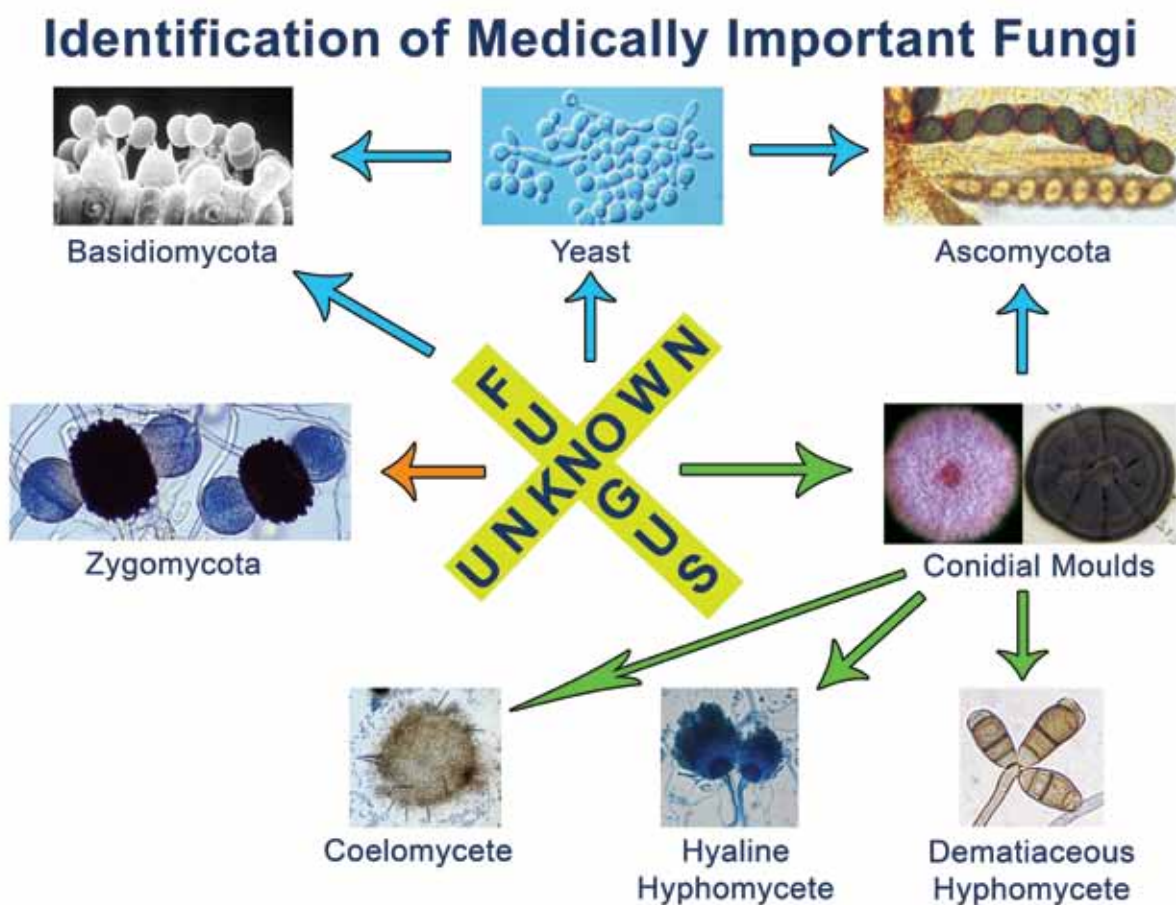 Identification of Medically Important Fungi
Basidiomycota
Yeast
Ascomycota
UNKNOWN
FUNGUS
Zygomycota
Conidial Moulds
Coelomycete
Hyaline
Hyphomycete
Dematiaceous
Hyphomycete